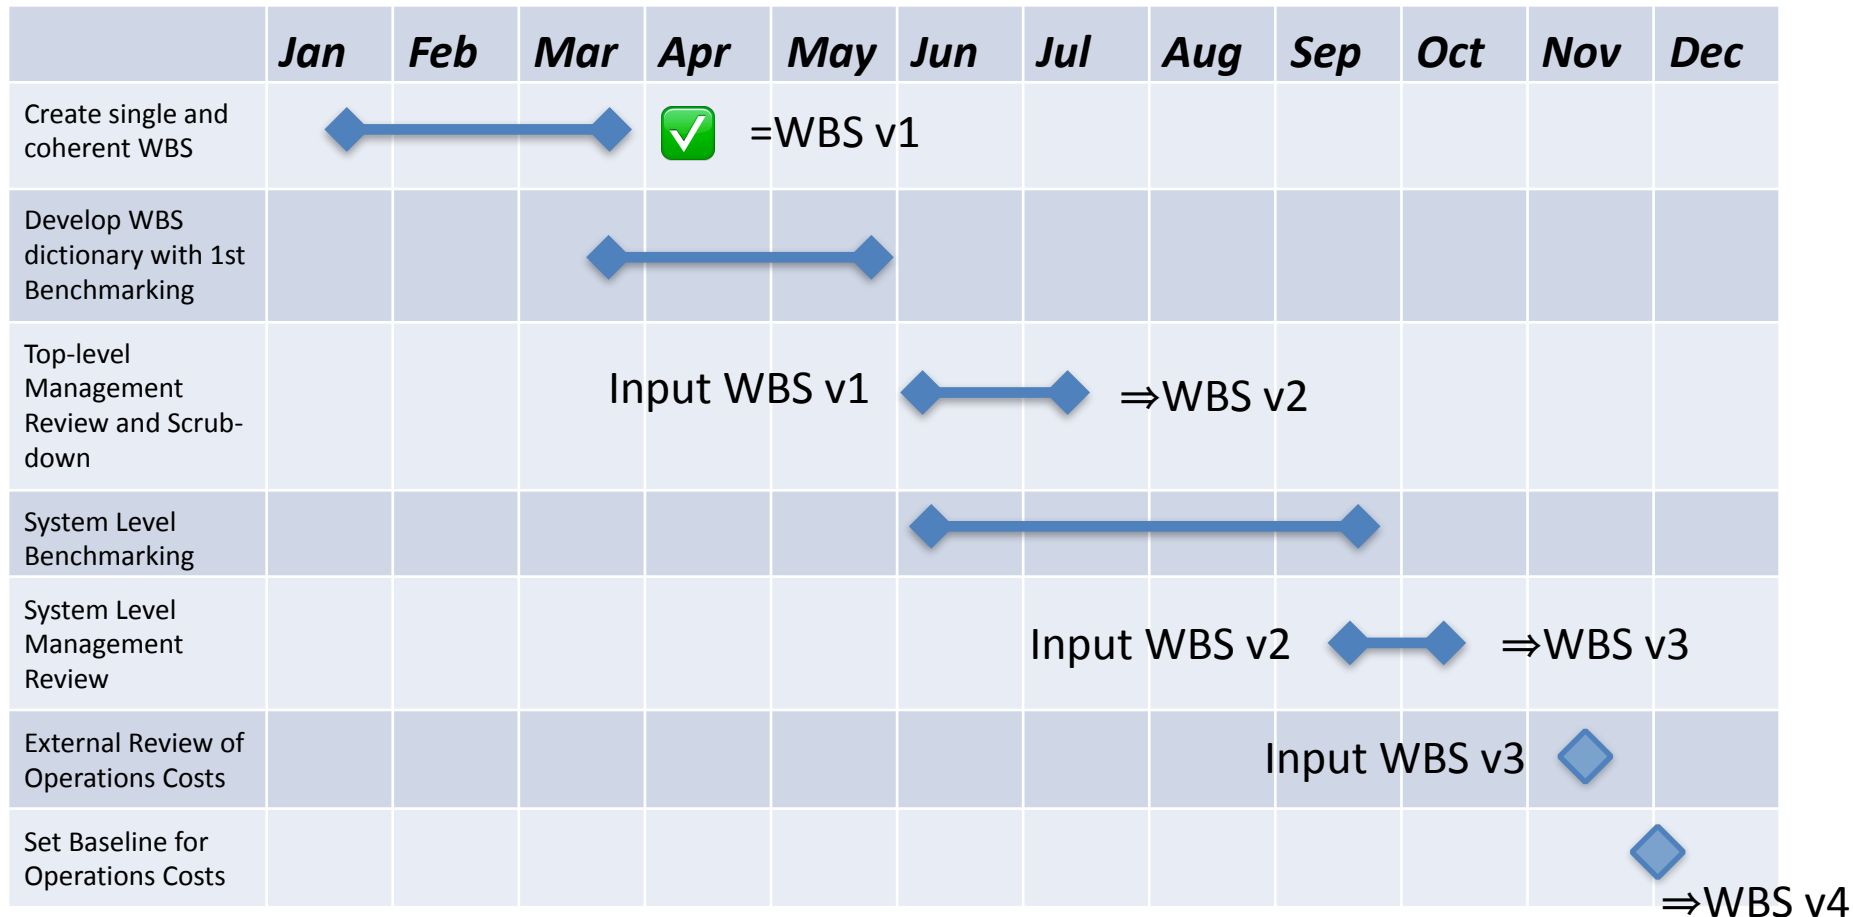 Jan Feb Mar Apr May Jun Jul Aug Sep Oct Nov Dec
Create single and
coherent WBS
✅ =WBS v1
Develop WBS
dictionary with 1st
Benchmarking
Top-level
Management
Review and Scrub-
down
Input WBS v1
⇒WBS v2
System Level
Benchmarking
System Level
Management
Review
Input WBS v2
⇒WBS v3
External Review of
Operations Costs
Input WBS v3
Set Baseline for
Operations Costs
⇒WBS v4